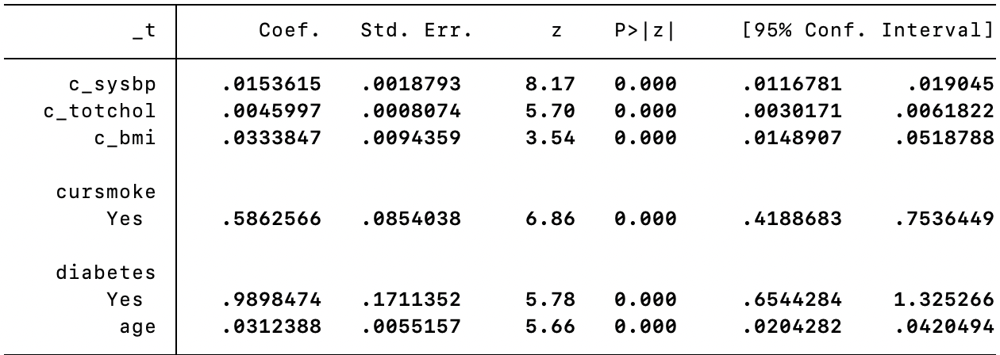 _t Coef. Std. Err. z P>|z| [95% Conf. Interval]
c_sysbp .0153615 .0018793 8.17 0.000 .0116781 .019045
c_totchol .0045997 .0008074 5.70 0.000 .0030171 .0061822
c_bmi .0333847 .0094359 3.54 0.000 .0148907 .0518788
cursmoke
Yes .5862566 .0854038 6.86 0.000 .4188683 .7536449
diabetes
Yes .9898474 .1711352 5.78 0.000 .6544284 1.325266
age .0312388 .0055157 5.66 0.000 .0204282 .0420494